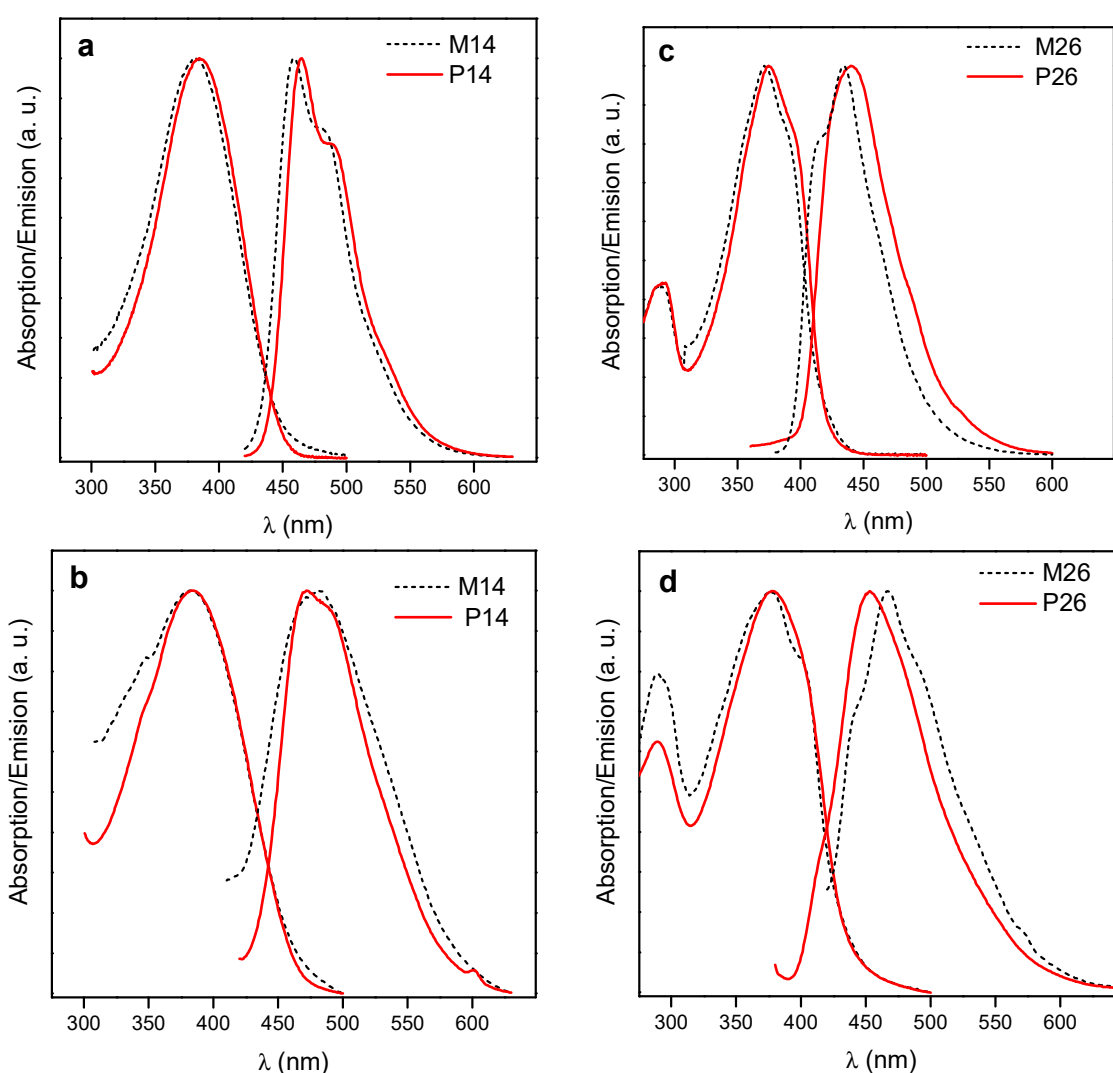 a
M14
P14
Absorption/Emision (a. u.)
300 350 400 450 500 550 600
λ (nm)
c
M26
P26
Absorption/Emision (a. u.)
300 350 400 450 500 550 600
λ (nm)
b
M14
P14
Absorption/Emision (a. u.)
300 350 400 450 500 550 600
λ (nm)
d
M26
P26
Absorption/Emision (a. u.)
300 350 400 450 500 550 600
λ (nm)